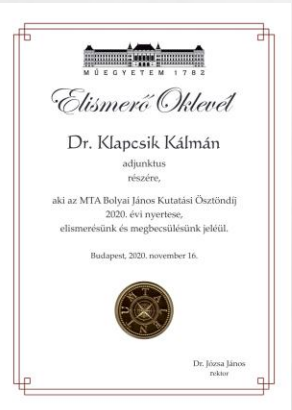 MŰEGYETEM 1782
Elismerő Oklevél
Dr. Klapcsik Kálmán
adjunktus
részére,
aki az MTA Bolyai János Kutatási Ösztöndíj
2020. évi nyertese,
elismerésünk és megbecsülésünk jeléül.
Budapest, 2020. november 16.
Dr. Józsa János
rektor